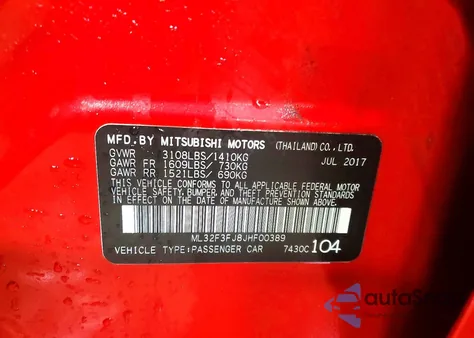 MFD.BY MITSUBISHI MOTORS (THAILAND) CO., LTD.
GVWR 3108LBS/1410KG JUL 2017
GAWR FR 1609LBS/ 730KG
GAWR RR 1521LBS/ 690KG
THIS VEHICLE CONFORMS TO ALL APPLICABLE
FEDERAL MOTOR VEHICLE SAFETY, BUMPER,
AND THEFT PREVENTION STANDARDS
IN EFFECT ON THE DATE OF MANUFACTURE
SHOWN ABOVE.
ML32F3FJ8JHF00389
VEHICLE TYPE:PASSENGER CAR 7430C 104